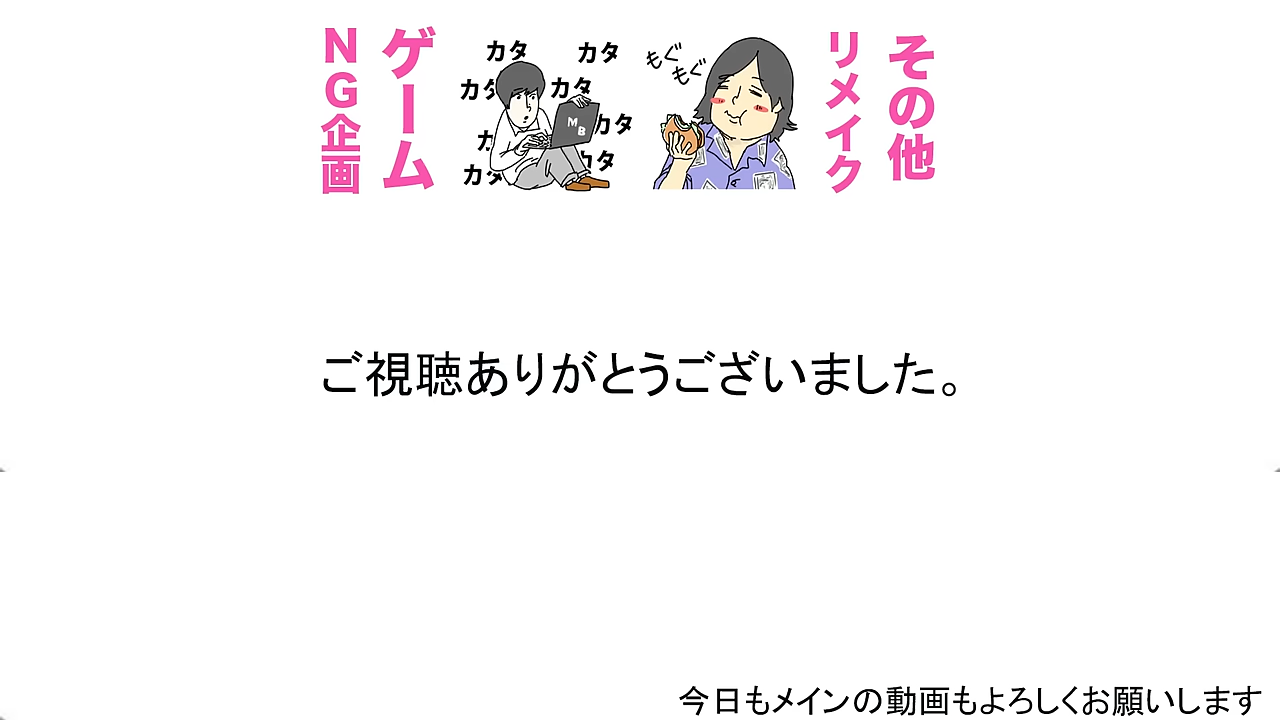 ゲーム
NG企画
カタ
カタ
カタ
カタ
カタ
カタ
カタ
MB
もぐ
もぐ
その他
リメイク
ご視聴ありがとうございました。
今日もメインの動画もよろしくお願いします